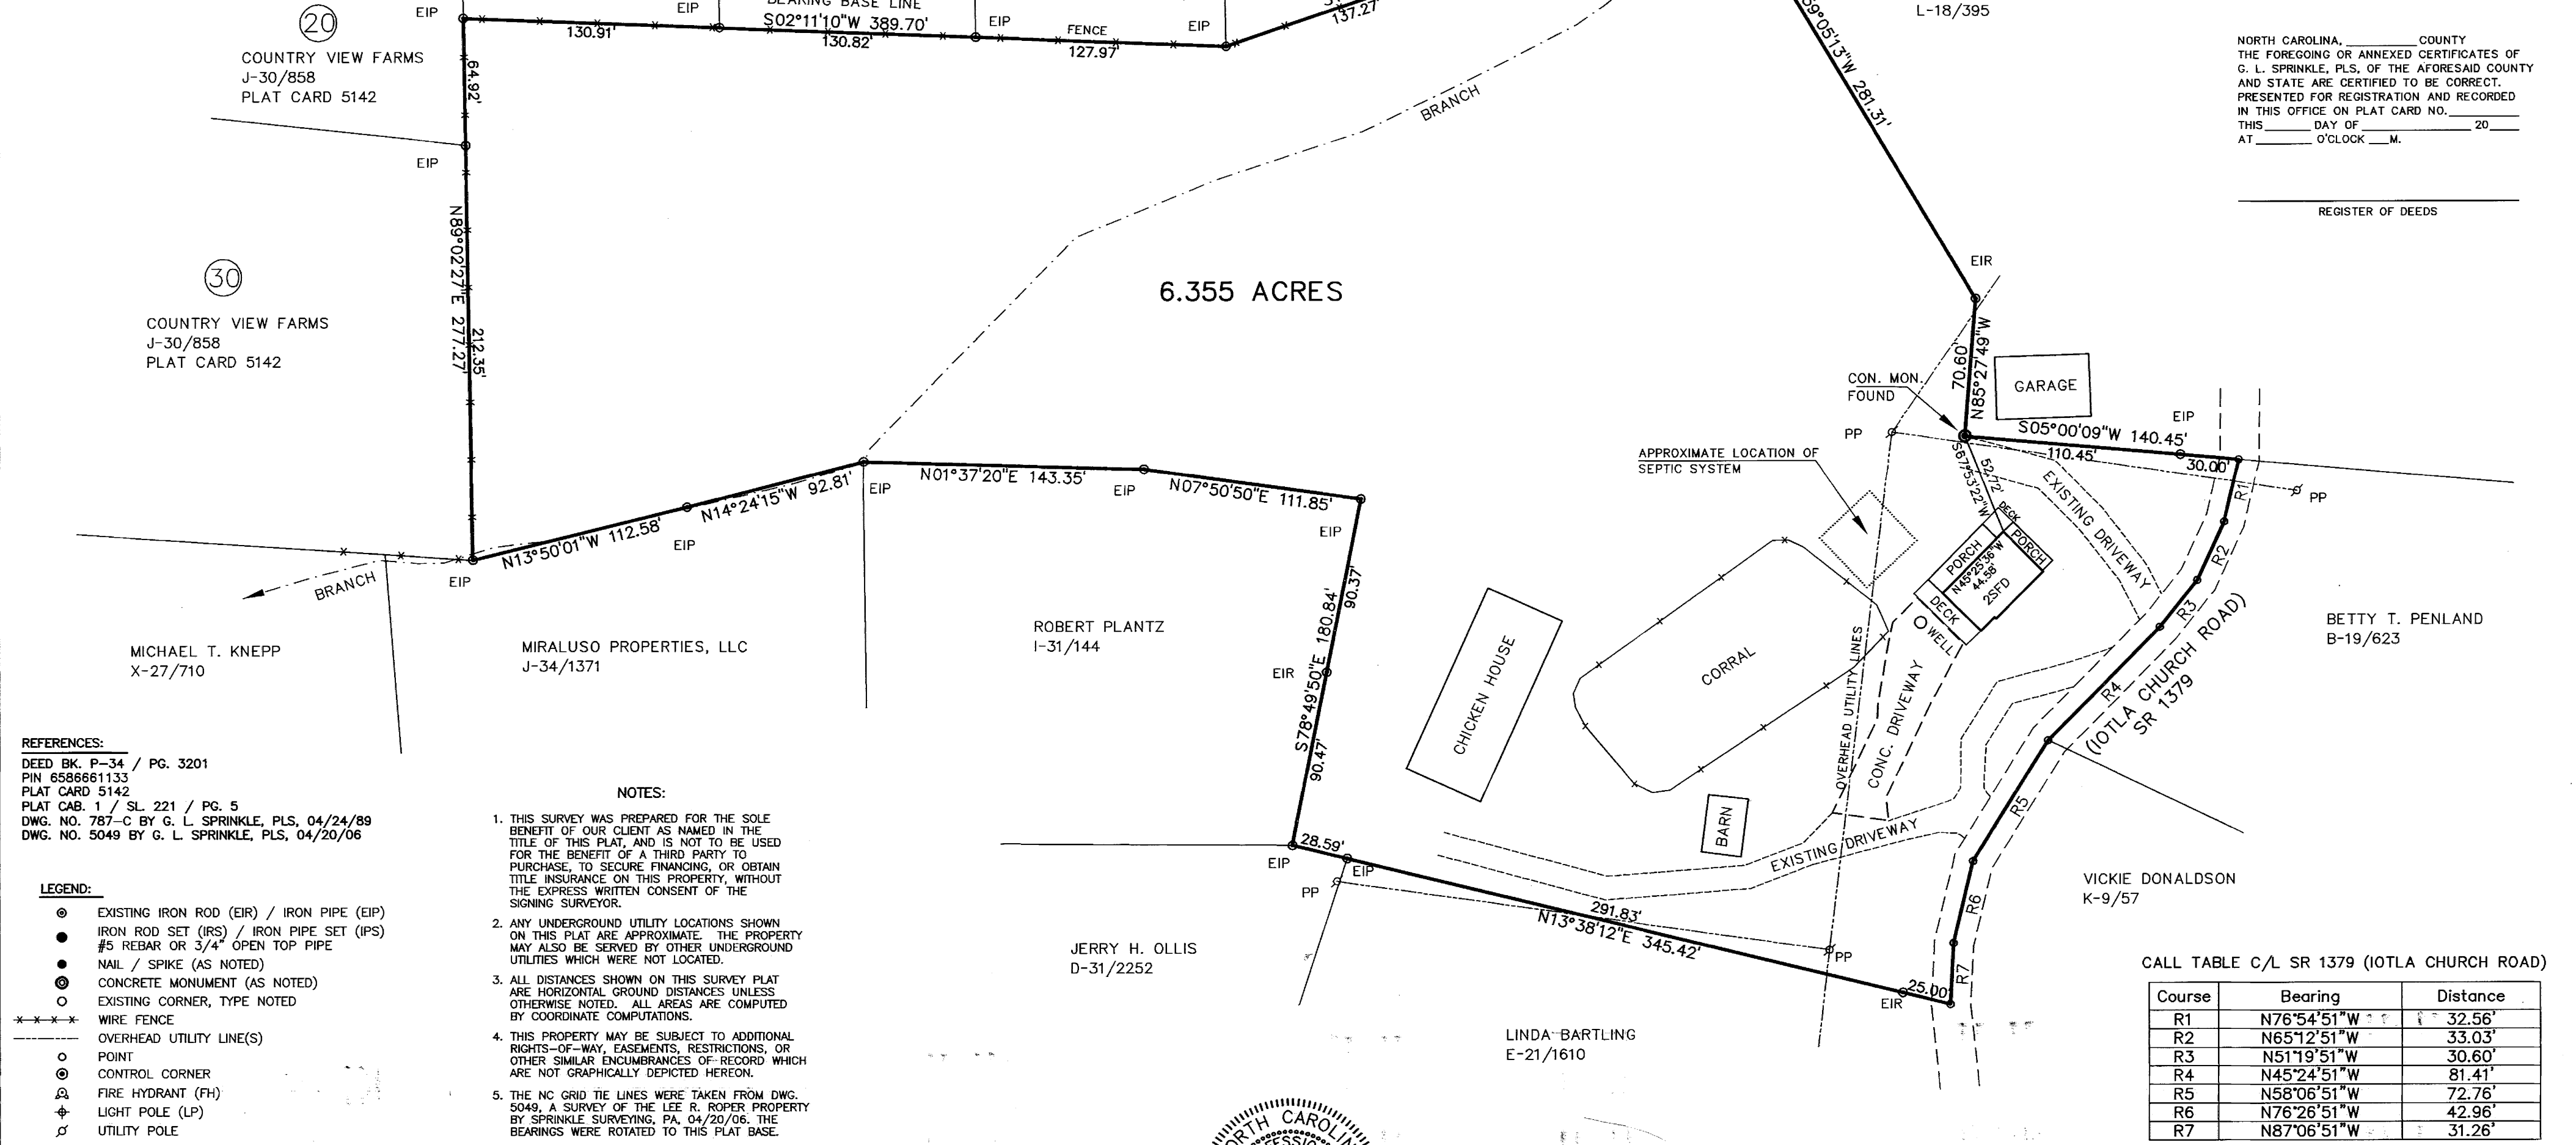 20
COUNTRY VIEW FARMS
J-30/858
PLAT CARD 5142
EIP
EIP
BEARING BASE LINE
S02°11'10"W 389.70'
130.91'
130.82'
EIP
FENCE
127.97'
EIP
137.27'
64.92'
EIP
BRANCH
S9°05'13"W 281.31'
L-18/395
NORTH CAROLINA, ________ COUNTY
THE FOREGOING OR ANNEXED CERTIFICATES OF
G. L. SPRINKLE, PLS, OF THE AFORESAID COUNTY
AND STATE ARE CERTIFIED TO BE CORRECT.
PRESENTED FOR REGISTRATION AND RECORDED
IN THIS OFFICE ON PLAT CARD NO.________
THIS______ DAY OF ______________ 20____
AT _______ O'CLOCK ___M.
REGISTER OF DEEDS
30
COUNTRY VIEW FARMS
J-30/858
PLAT CARD 5142
N89°02'27"E 277.27'
212.35'
6.355 ACRES
EIR
70.60'
N85°27'49"W
GARAGE
CON. MON.
FOUND
EIP
PP
S05°00'09"W 140.45'
110.45'
30.00'
PP
APPROXIMATE LOCATION OF
SEPTIC SYSTEM
52.72'
S67°53'22"W
EXISTING DRIVEWAY
DECK
PORCH
PORCH
N45°25'36"W
44.58'
2SFD
DECK
WELL
R1
R2
R3
R4
R5
R6
R7
(IOTLA CHURCH ROAD)
SR 1379
BETTY T. PENLAND
B-19/623
EIP
BRANCH
N13°50'01"W 112.58'
EIP
N14°24'15"W 92.81'
EIP
N01°37'20"E 143.35'
EIP
N07°50'50"E 111.85'
EIP
90.37'
S78°49'50"E 180.84'
EIR
90.47'
MICHAEL T. KNEPP
X-27/710
MIRALUSO PROPERTIES, LLC
J-34/1371
ROBERT PLANTZ
I-31/144
CHICKEN HOUSE
CORRAL
OVERHEAD UTILITY LINES
CONC. DRIVEWAY
BARN
EXISTING DRIVEWAY
28.59'
EIP
EIP
PP
291.83'
N13°38'12"E 345.42'
PP
25.00'
EIR
JERRY H. OLLIS
D-31/2252
LINDA BARTLING
E-21/1610
VICKIE DONALDSON
K-9/57
REFERENCES:
DEED BK. P-34 / PG. 3201
PIN 6586661133
PLAT CARD 5142
PLAT CAB. 1 / SL. 221 / PG. 5
DWG. NO. 787-C BY G. L. SPRINKLE, PLS, 04/24/89
DWG. NO. 5049 BY G. L. SPRINKLE, PLS, 04/20/06
LEGEND:
EXISTING IRON ROD (EIR) / IRON PIPE (EIP)
IRON ROD SET (IRS) / IRON PIPE SET (IPS)
#5 REBAR OR 3/4" OPEN TOP PIPE
NAIL / SPIKE (AS NOTED)
CONCRETE MONUMENT (AS NOTED)
EXISTING CORNER, TYPE NOTED
WIRE FENCE
OVERHEAD UTILITY LINE(S)
POINT
CONTROL CORNER
FIRE HYDRANT (FH)
LIGHT POLE (LP)
UTILITY POLE
NOTES:
1. THIS SURVEY WAS PREPARED FOR THE SOLE
BENEFIT OF OUR CLIENT AS NAMED IN THE
TITLE OF THIS PLAT, AND IS NOT TO BE USED
FOR THE BENEFIT OF A THIRD PARTY TO
PURCHASE, TO SECURE FINANCING, OR OBTAIN
TITLE INSURANCE ON THIS PROPERTY, WITHOUT
THE EXPRESS WRITTEN CONSENT OF THE
SIGNING SURVEYOR.
2. ANY UNDERGROUND UTILITY LOCATIONS SHOWN
ON THIS PLAT ARE APPROXIMATE. THE PROPERTY
MAY ALSO BE SERVED BY OTHER UNDERGROUND
UTILITIES WHICH WERE NOT LOCATED.
3. ALL DISTANCES SHOWN ON THIS SURVEY PLAT
ARE HORIZONTAL GROUND DISTANCES UNLESS
OTHERWISE NOTED. ALL AREAS ARE COMPUTED
BY COORDINATE COMPUTATIONS.
4. THIS PROPERTY MAY BE SUBJECT TO ADDITIONAL
RIGHTS-OF-WAY, EASEMENTS, RESTRICTIONS, OR
OTHER SIMILAR ENCUMBRANCES OF RECORD WHICH
ARE NOT GRAPHICALLY DEPICTED HEREON.
5. THE NC GRID TIE LINES WERE TAKEN FROM DWG.
5049, A SURVEY OF THE LEE R. ROPER PROPERTY
BY SPRINKLE SURVEYING, PA, 04/20/06. THE
BEARINGS WERE ROTATED TO THIS PLAT BASE.
NORTH CAROLINA
CALL TABLE C/L SR 1379 (IOTLA CHURCH ROAD)
Course Bearing Distance
R1 N76°54'51"W 32.56'
R2 N65°12'51"W 33.03'
R3 N51°19'51"W 30.60'
R4 N45°24'51"W 81.41'
R5 N58°06'51"W 72.76'
R6 N76°26'51"W 42.96'
R7 N87°06'51"W 31.26'